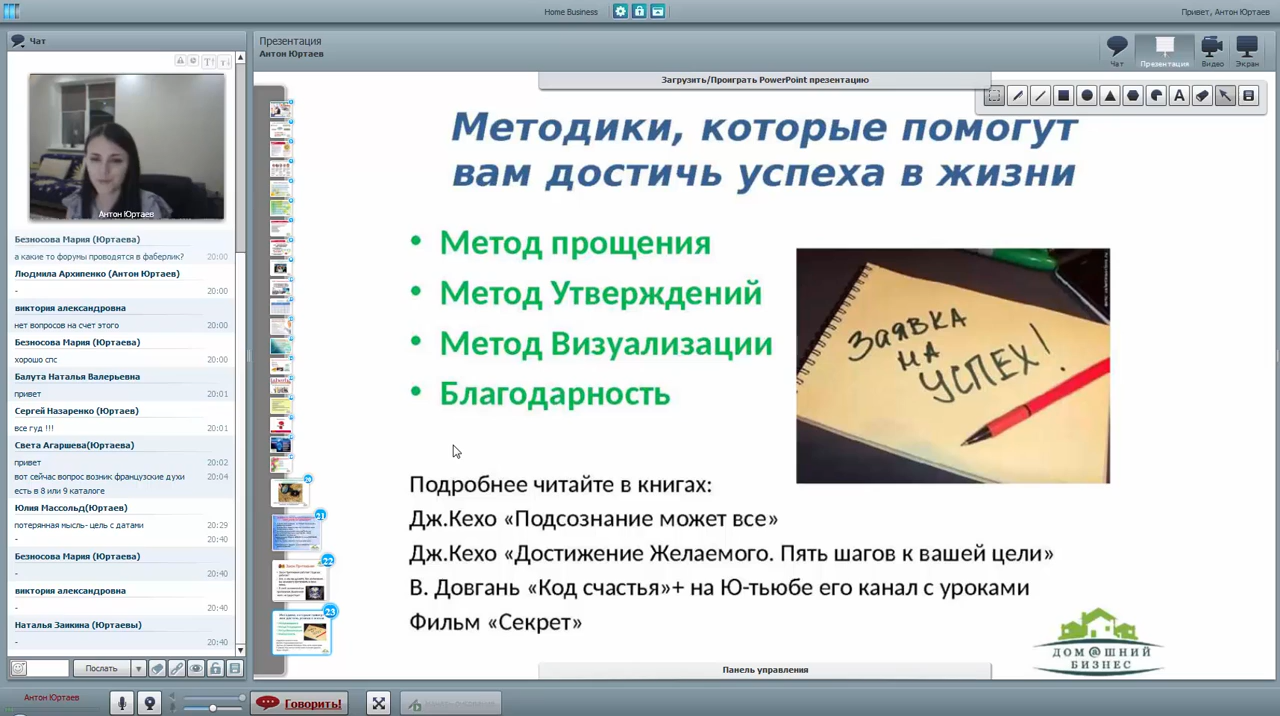 Home Business
Привет, Антон Юртаев
Чат
Антон Юртаев
Безносова Мария (Юртаева)
а какие то форумы проводятся в фаберлик?
20:00
Людмила Архипенко (Антон Юртаев)
20:00
виктория александровна
нет вопросов на счет этого
20:00
Безносова Мария (Юртаева)
хорошо спс
20:00
Балута Наталья Валерьевна
привет
20:01
Сергей Назаренко (Юртаев)
все гуд !!!
20:01
Света Агаршева(Юртаева)
привет
20:02
вот сейчас вопрос возник французские духи
20:04
есть в 8 или 9 каталоге
Юлия Массольд(Юртаева)
потерянная мысль- цель с датами
20:39
Безносова Мария (Юртаева)
20:40
виктория александровна
20:40
Наталья Заикина (Юртаевы)
20:40
Послать
Антон Юртаев
Говорить!
Презентация
Антон Юртаев
Чат
Презентация
Видео
Экран
Загрузить/Проиграть PowerPoint презентацию
Методики, которые помогут
вам достичь успеха в жизни
• Метод прощения
• Метод Утверждений
• Метод Визуализации
• Благодарность
ЗАЯВКА
НА
УСПЕХ!
Подробнее читайте в книгах:
Дж.Кехо «Подсознание может все»
Дж.Кехо «Достижение Желаемого. Пять шагов к вашей цели»
В. Довгань «Код счастья»+ на Ю-тьюбе его канал с уроками
Фильм «Секрет»
ДОМ@ШНИЙ
БИЗНЕС
Панель управления
20
21
22
23